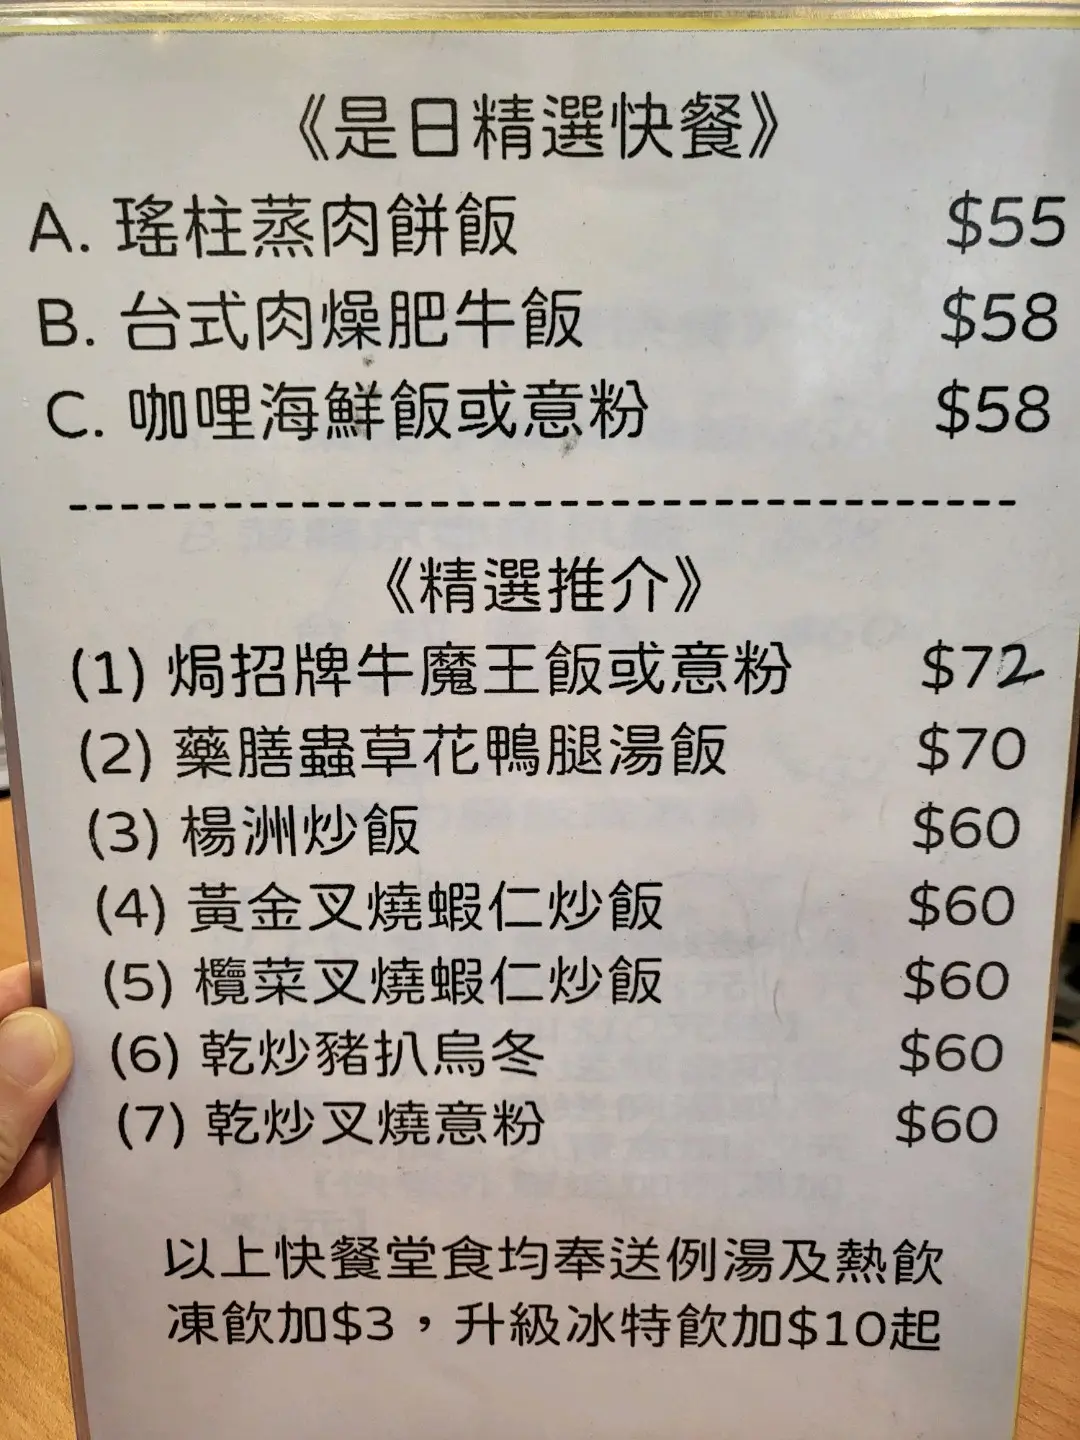 《是日精選快餐》
A. 瑤柱蒸肉餅飯 $55
B. 台式肉燥肥牛飯 $58
C. 咖哩海鮮飯或意粉 $58
--------------------------------
《精選推介》
(1) 焗招牌牛魔王飯或意粉 $72
(2) 藥膳蟲草花鴨腿湯飯 $70
(3) 楊洲炒飯 $60
(4) 黃金叉燒蝦仁炒飯 $60
(5) 欖菜叉燒蝦仁炒飯 $60
(6) 乾炒豬扒烏冬 $60
(7) 乾炒叉燒意粉 $60
以上快餐堂食均奉送例湯及熱飲
凍飲加$3，升級冰特飲加$10起